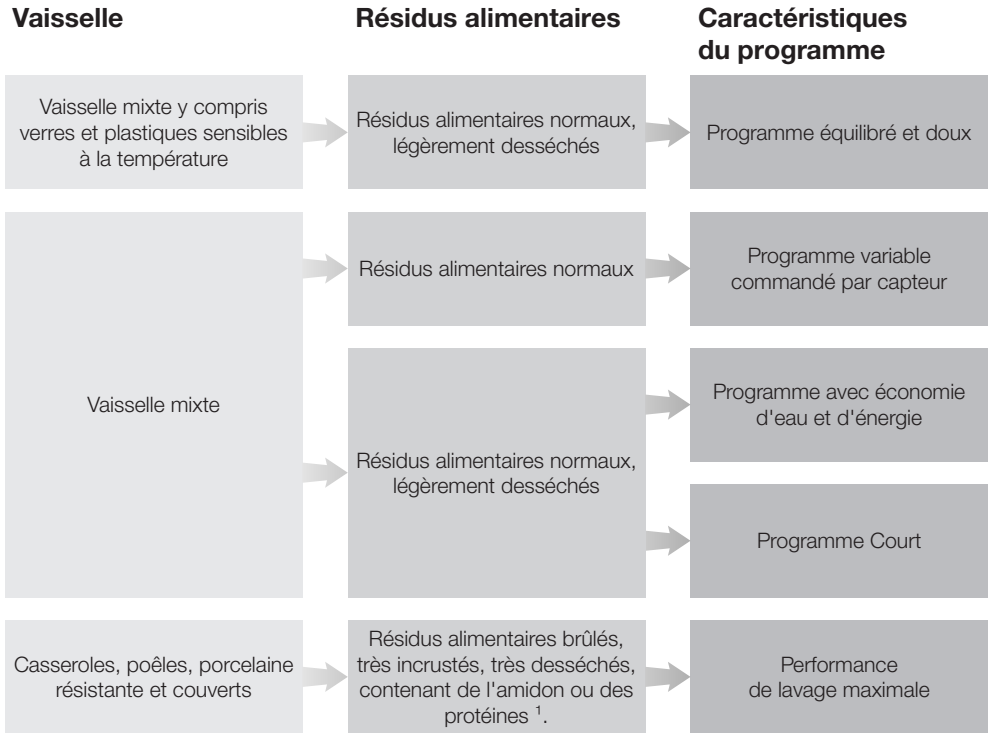 Vaisselle
Résidus alimentaires
Caractéristiques
du programme
Vaisselle mixte y compris
verres et plastiques sensibles
à la température
Résidus alimentaires normaux,
légèrement desséchés
Programme équilibré et doux
Vaisselle mixte
Résidus alimentaires normaux
Programme variable
commandé par capteur
Résidus alimentaires normaux,
légèrement desséchés
Programme avec économie
d'eau et d'énergie
Programme Court
Casseroles, poêles, porcelaine
résistante et couverts
Résidus alimentaires brûlés,
très incrustés, très desséchés,
contenant de l'amidon ou des
protéines ¹.
Performance
de lavage maximale